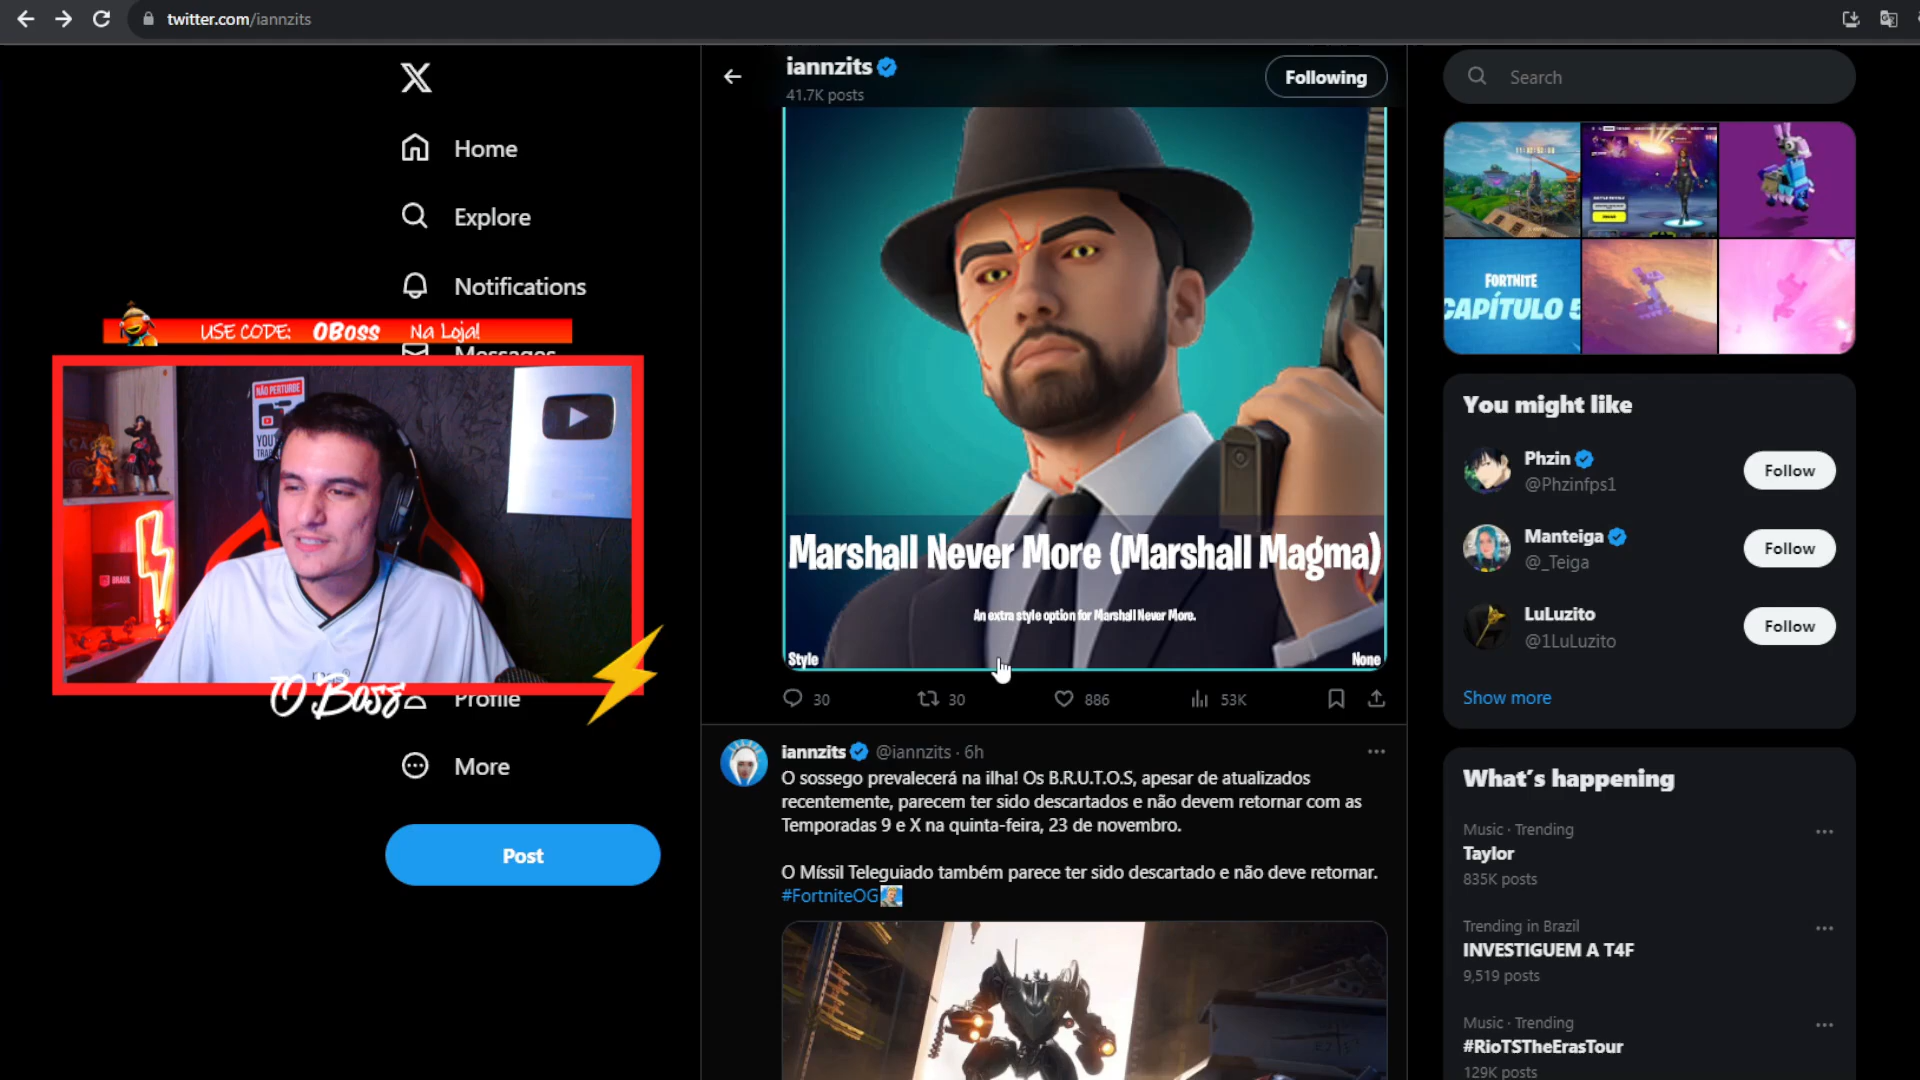 twitter.com/iannzits
iannzits
41.7K posts
Following
Search
Home
Explore
Notifications
Messages
USE CODE: OBoss Na Loja!
NÃO PERTURBE
BRASIL
O Boss
Profile
More
Post
Marshall Never More (Marshall Magma)
An extra style option for Marshall Never More.
Style
None
30
30
886
53K
iannzits @iannzits · 6h
O sossego prevalecerá na ilha! Os B.R.U.T.O.S, apesar de atualizados
recentemente, parecem ter sido descartados e não devem retornar com as
Temporadas 9 e X na quinta-feira, 23 de novembro.
O Míssil Teleguiado também parece ter sido descartado e não deve retornar.
#FortniteOG
FORTNITE
CAPÍTULO 5
You might like
Phzin
@Phzinfps1
Follow
Manteiga
@_Teiga
Follow
LuLuzito
@1LuLuzito
Follow
Show more
What's happening
Music · Trending
Taylor
835K posts
Trending in Brazil
INVESTIGUEM A T4F
9,519 posts
Music · Trending
#RioTSTheErasTour
129K posts